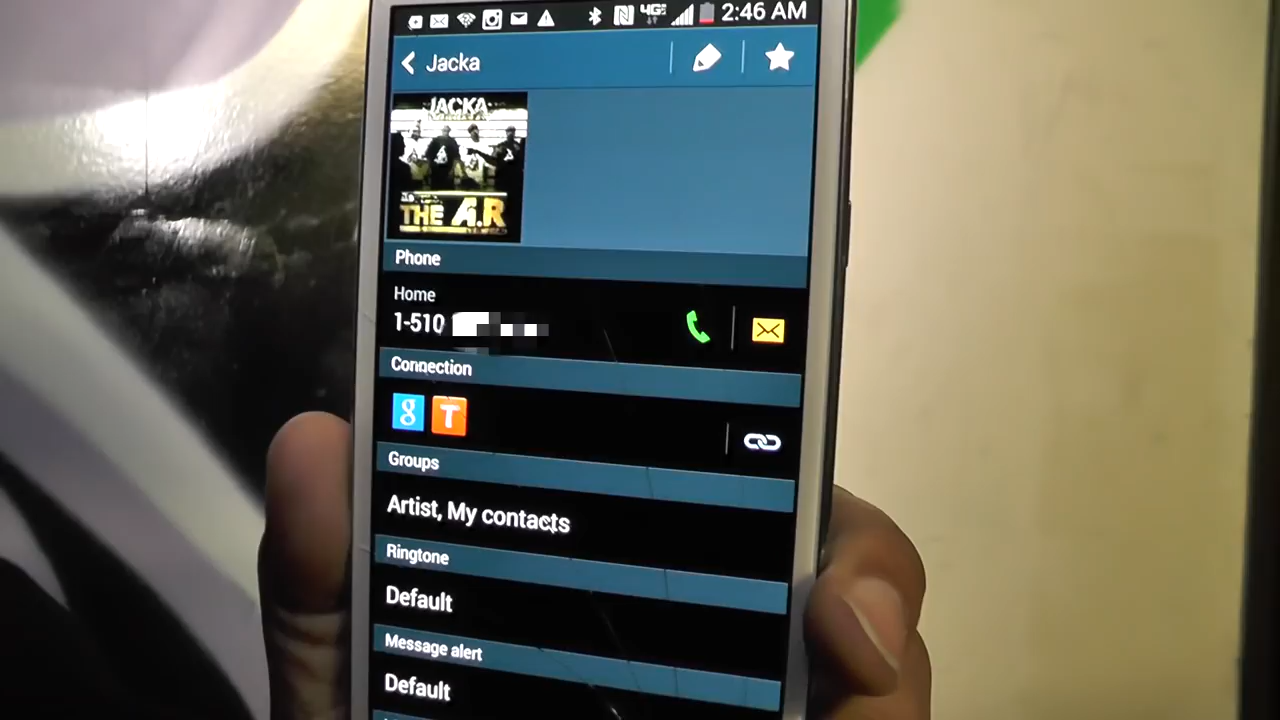 4G 2:46 AM
Jacka
JACKA
THE A.R
Phone
Home
1-510
Connection
g T
Groups
Artist, My contacts
Ringtone
Default
Message alert
Default